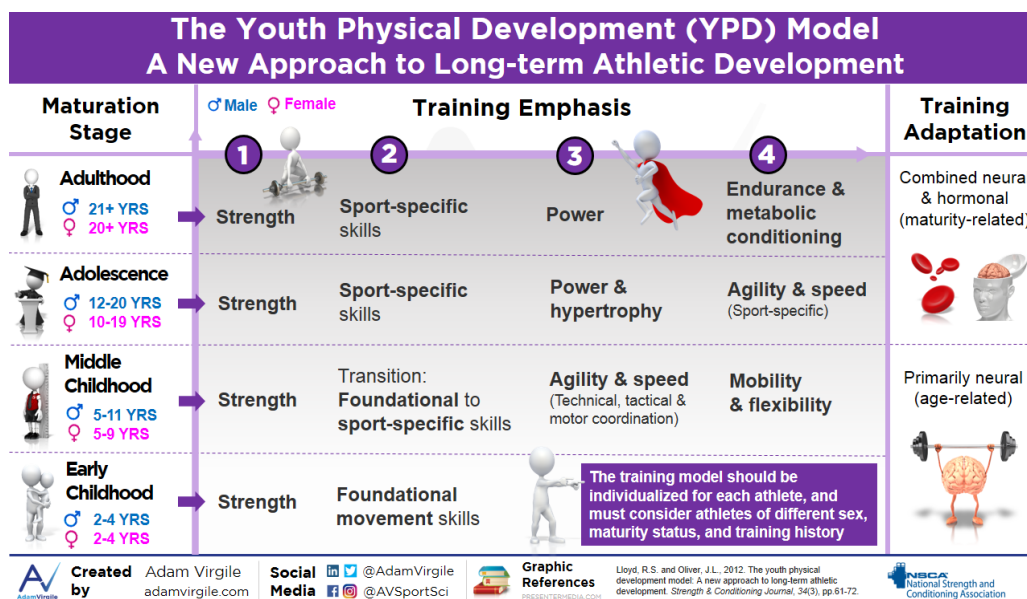 The Youth Physical Development (YPD) Model
A New Approach to Long-term Athletic Development
Maturation
Stage
♂ Male ♀ Female
Training Emphasis
Training
Adaptation
1
2
3
4
Adulthood
♂ 21+ YRS
♀ 20+ YRS
Strength
Sport-specific
skills
Power
Endurance &
metabolic
conditioning
Combined neural
& hormonal
(maturity-related)
Adolescence
♂ 12-20 YRS
♀ 10-19 YRS
Strength
Sport-specific
skills
Power &
hypertrophy
Agility & speed
(Sport-specific)
Middle
Childhood
♂ 5-11 YRS
♀ 5-9 YRS
Strength
Transition:
Foundational to
sport-specific skills
Agility & speed
(Technical, tactical &
motor coordination)
Mobility
& flexibility
Primarily neural
(age-related)
Early
Childhood
♂ 2-4 YRS
♀ 2-4 YRS
Strength
Foundational
movement skills
The training model should be
individualized for each athlete, and
must consider athletes of different sex,
maturity status, and training history
AdamVirgile
Created
by
Adam Virgile
adamvirgile.com
Social
Media
@AdamVirgile
@AVSportSci
Graphic
References
PRESENTERMEDIA.COM
Lloyd, R.S. and Oliver, J.L., 2012. The youth physical
development model: A new approach to long-term athletic
development. Strength & Conditioning Journal, 34(3), pp.61-72.
NSCA
National Strength and
Conditioning Association